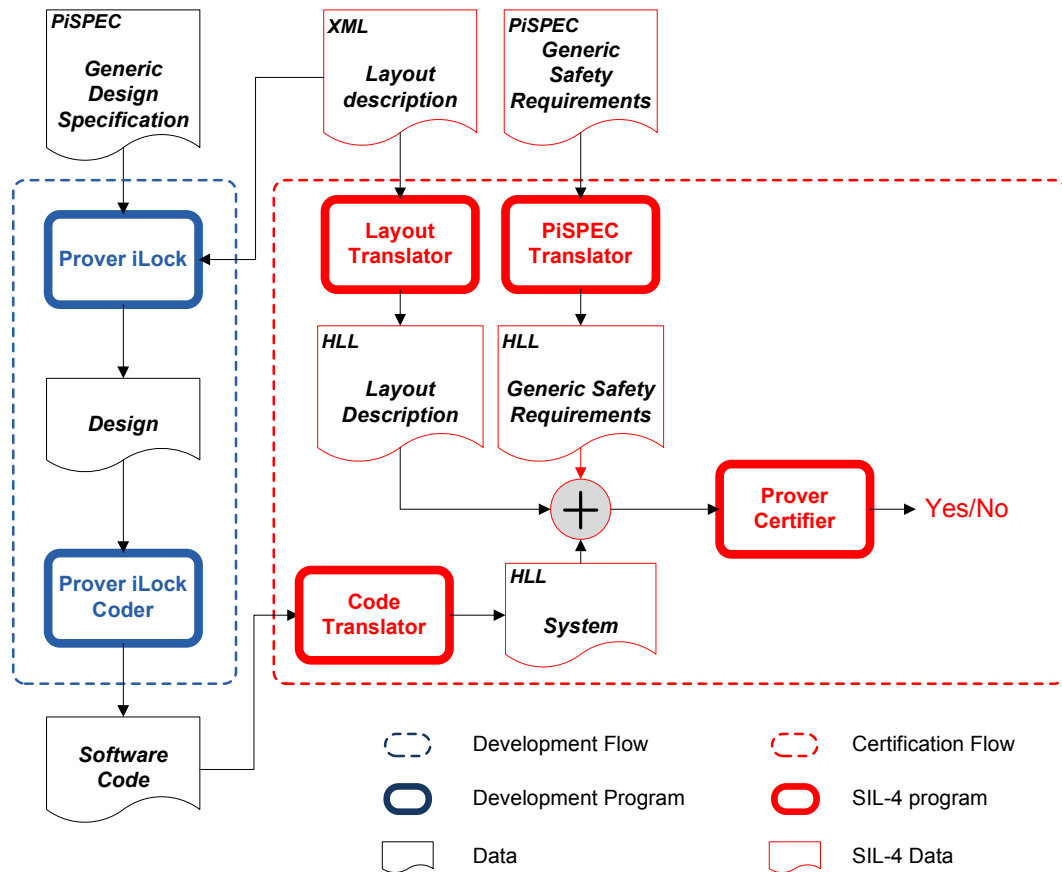 PiSPEC
Generic
Design
Specification
XML
Layout
description
PiSPEC
Generic
Safety
Requirements
Prover iLock
Layout
Translator
PiSPEC
Translator
HLL
Layout
Description
HLL
Generic Safety
Requirements
Design
Prover
Certifier
Yes/No
Prover iLock
Coder
Code
Translator
HLL
System
Software
Code
Development Flow
Certification Flow
Development Program
SIL-4 program
Data
SIL-4 Data